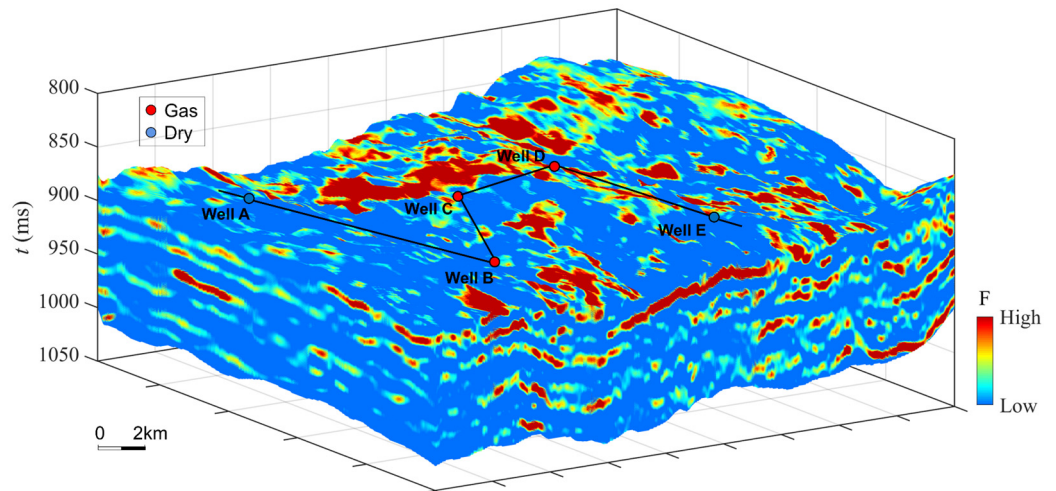 800
850
900
950
1000
1050
t (ms)
Gas
Dry
Well A
Well B
Well C
Well D
Well E
F
High
Low
0 2km